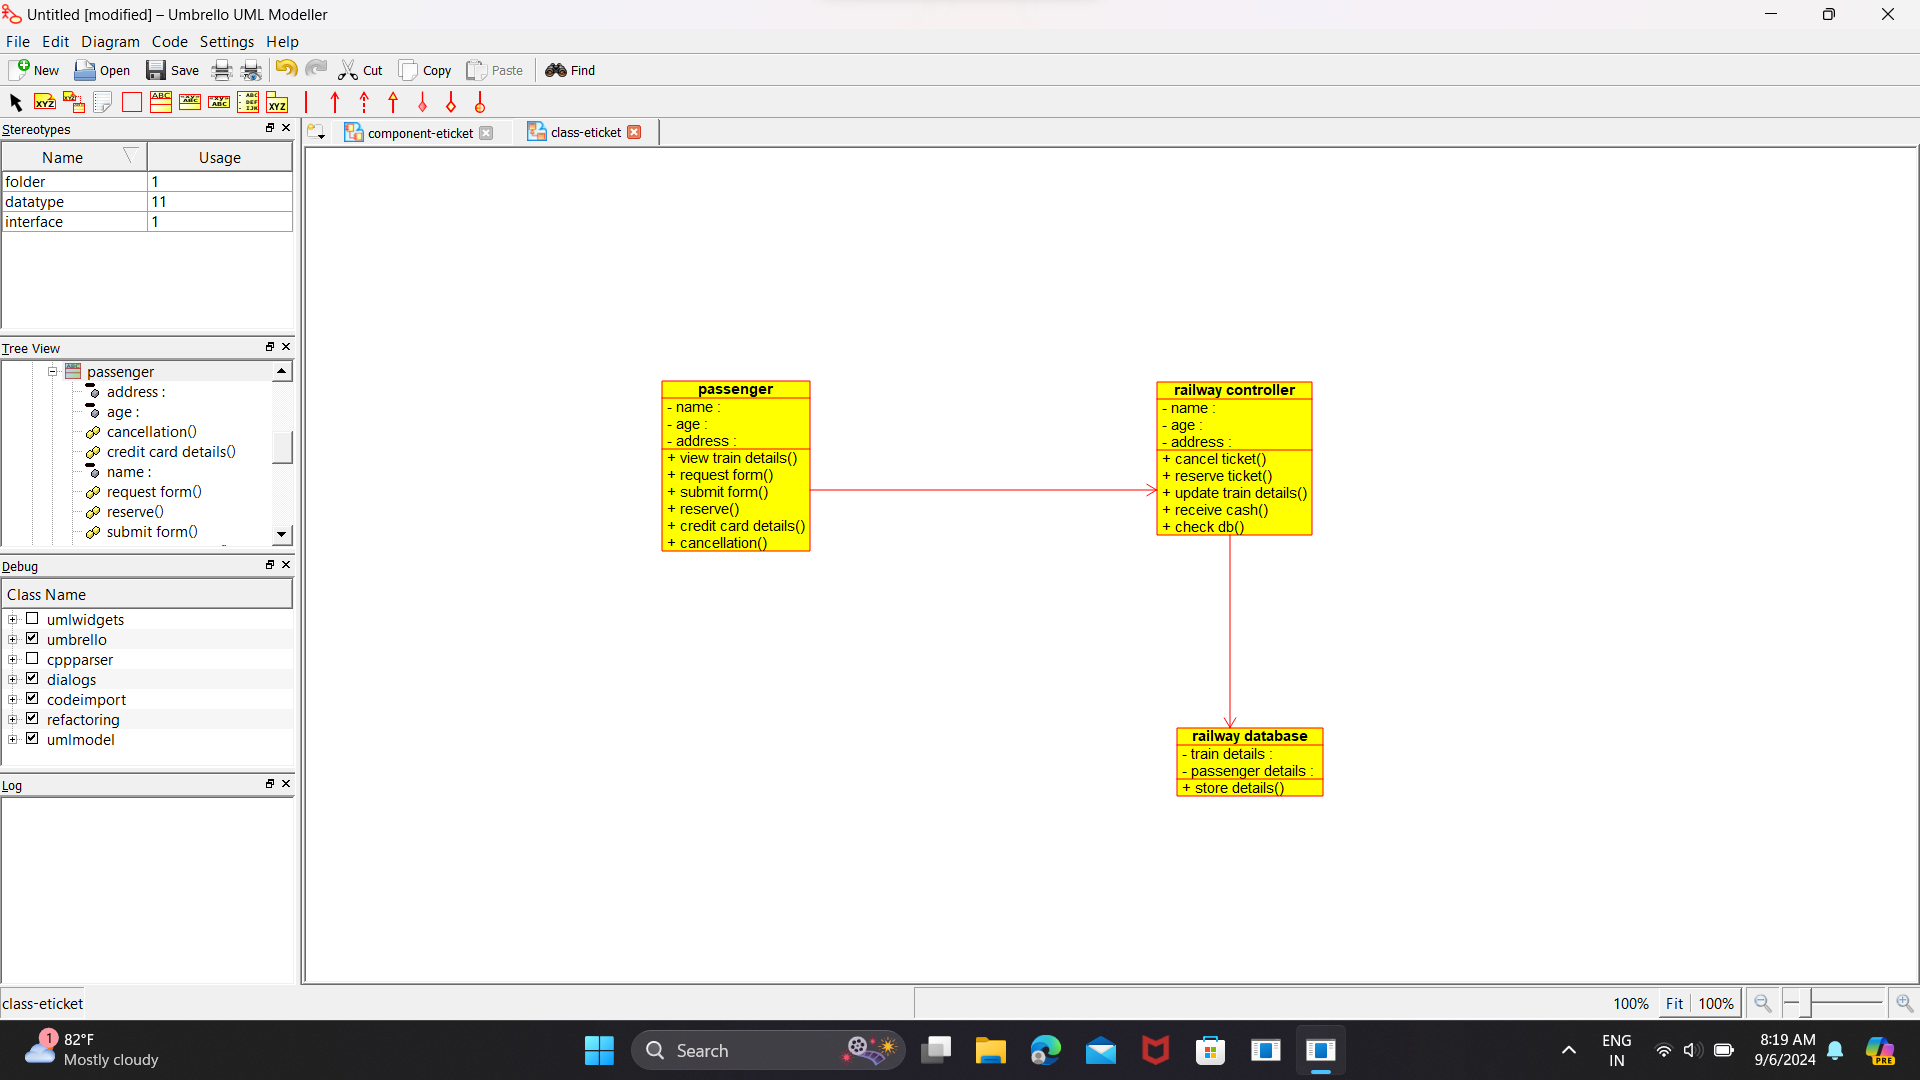 Untitled [modified] – Umbrello UML Modeller
File Edit Diagram Code Settings Help
New Open Save Cut Copy Paste Find
Stereotypes
component-eticket class-eticket
Name Usage
folder 1
datatype 11
interface 1
Tree View
passenger
address :
age :
cancellation()
credit card details()
name :
request form()
reserve()
submit form()
Debug
Class Name
umlwidgets
umbrello
cppparser
dialogs
codeimport
refactoring
umlmodel
Log
passenger
- name :
- age :
- address :
+ view train details()
+ request form()
+ submit form()
+ reserve()
+ credit card details()
+ cancellation()
railway controller
- name :
- age :
- address :
+ cancel ticket()
+ reserve ticket()
+ update train details()
+ receive cash()
+ check db()
railway database
- train details :
- passenger details :
+ store details()
class-eticket
100% Fit 100%
1
82°F
Mostly cloudy
Search
ENG
IN
8:19 AM
9/6/2024
PRE